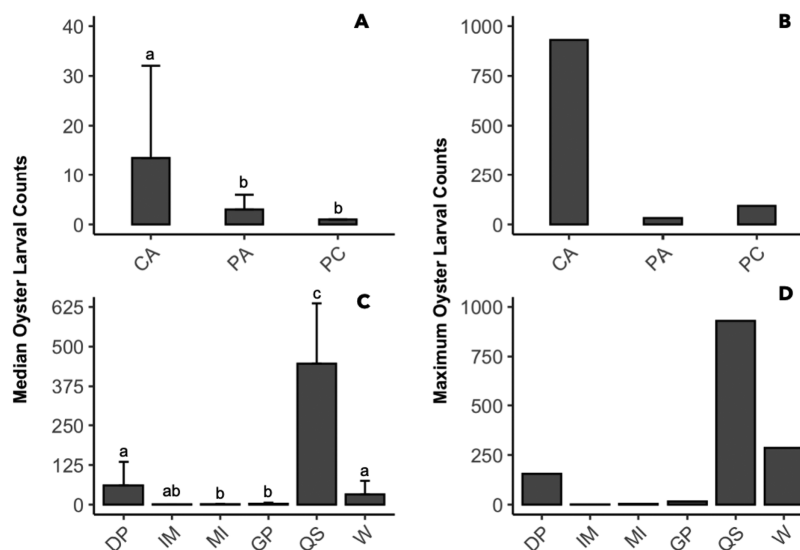 A
Median Oyster Larval Counts
40
30
20
10
0
a
b
b
CA
PA
PC
B
Maximum Oyster Larval Counts
1000
750
500
250
0
CA
PA
PC
C
625
500
375
250
125
0
a
ab
b
b
c
a
DP
IM
MI
GP
QS
W
D
1000
750
500
250
0
DP
IM
MI
GP
QS
W